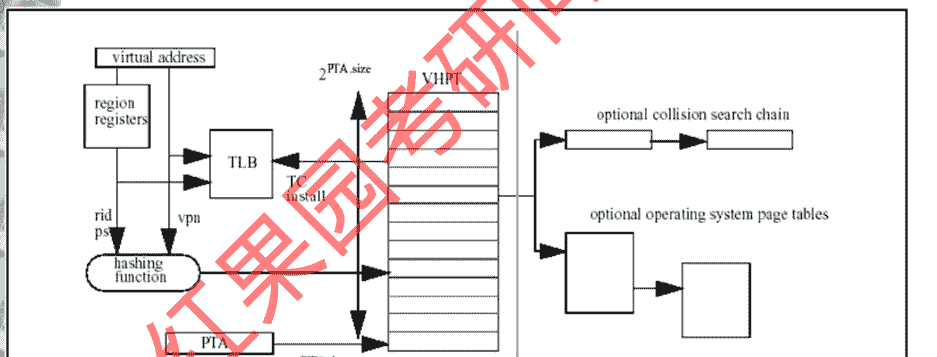 virtual address
2^PTA.size
VHPT
region
registers
optional collision search chain
TLB
TC
install
rid
ps
vpn
optional operating system page tables
hashing
function
PTA
红果园考研